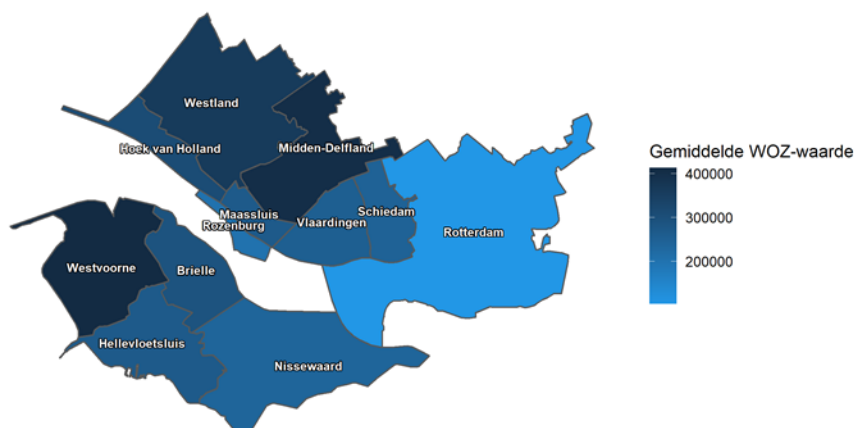 Westland
Hoek van Holland
Midden-Delfland
Maassluis
Rozenburg
Vlaardingen
Schiedam
Rotterdam
Westvoorne
Brielle
Hellevloetsluis
Nissewaard
Gemiddelde WOZ-waarde
400000
300000
200000